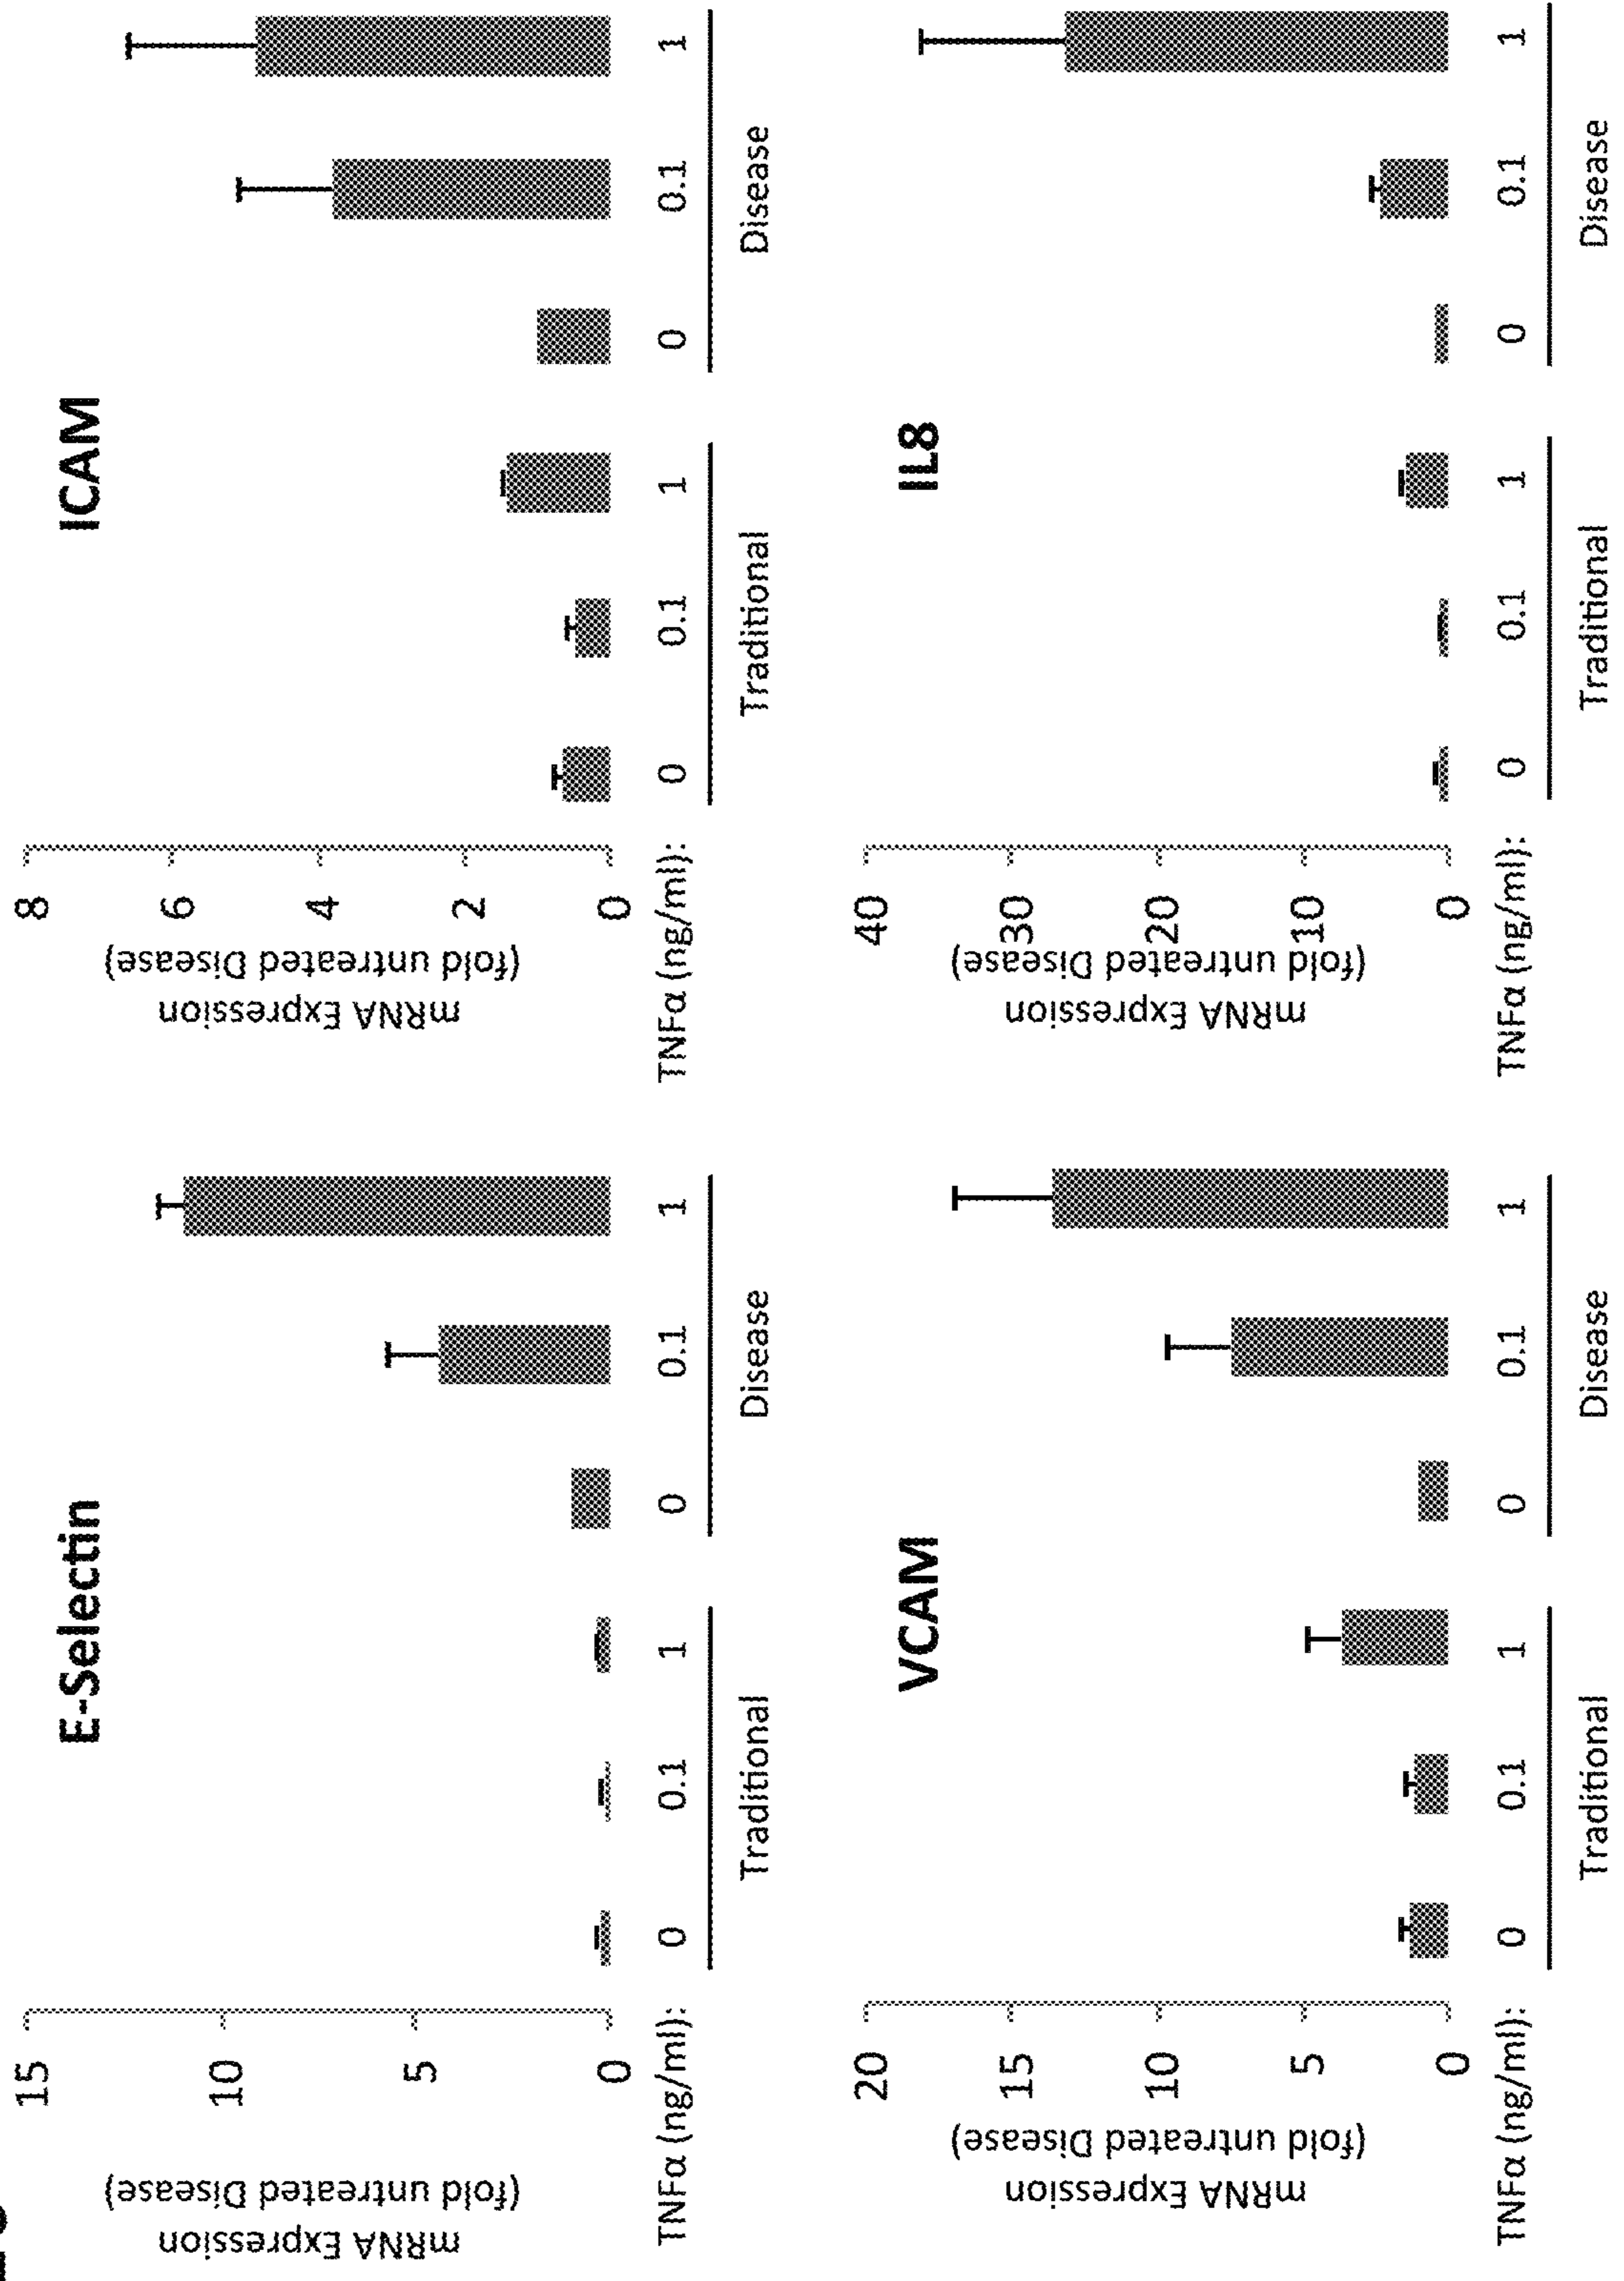 E-Selectin
mRNA Expression
(fold untreated Disease)
15
10
5
0
TNFα (ng/ml):
0
0.1
1
0
0.1
1
Traditional
Disease
ICAM
mRNA Expression
(fold untreated Disease)
8
6
4
2
0
TNFα (ng/ml):
0
0.1
1
0
0.1
1
Traditional
Disease
VCAM
mRNA Expression
(fold untreated Disease)
20
15
10
5
0
TNFα (ng/ml):
0
0.1
1
0
0.1
1
Traditional
Disease
IL8
mRNA Expression
(fold untreated Disease)
40
30
20
10
0
TNFα (ng/ml):
0
0.1
1
0
0.1
1
Traditional
Disease